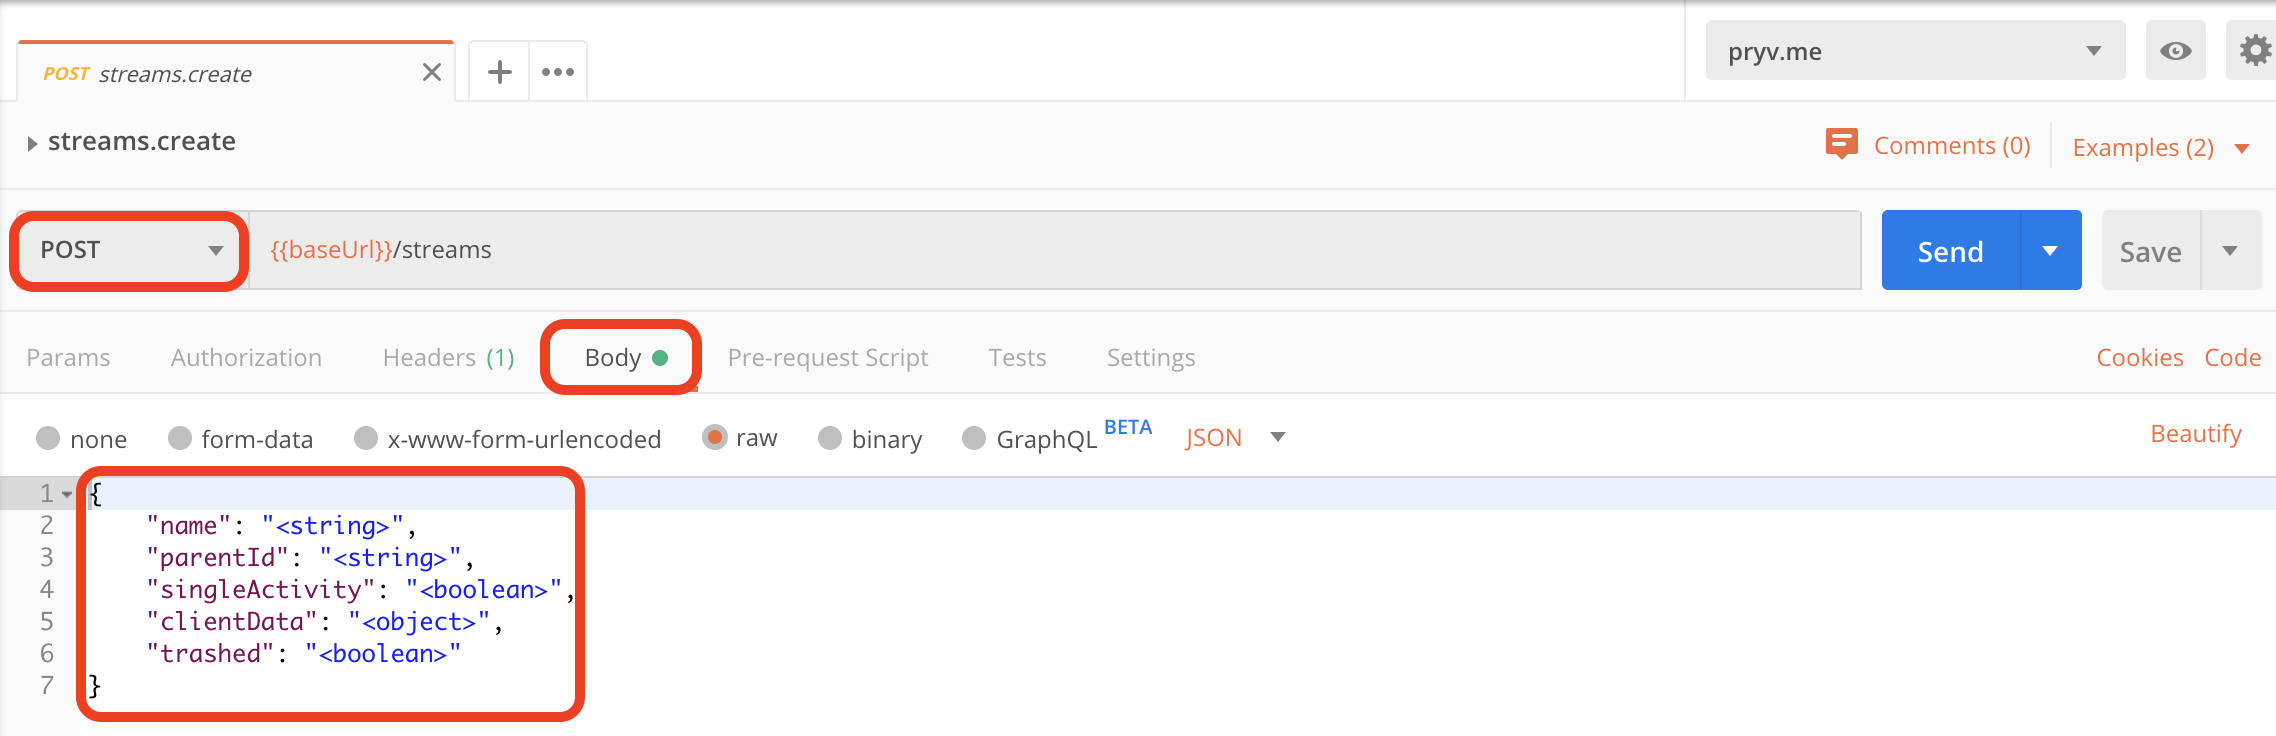 POST streams.create
pryv.me
streams.create
Comments (0)
Examples (2)
POST
{{baseUrl}}/streams
Send
Save
Params Authorization Headers (1) Body Pre-request Script Tests Settings
Cookies Code
none form-data x-www-form-urlencoded raw binary GraphQL BETA JSON
Beautify
1 {
2 "name": "<string>",
3 "parentId": "<string>",
4 "singleActivity": "<boolean>",
5 "clientData": "<object>",
6 "trashed": "<boolean>"
7 }